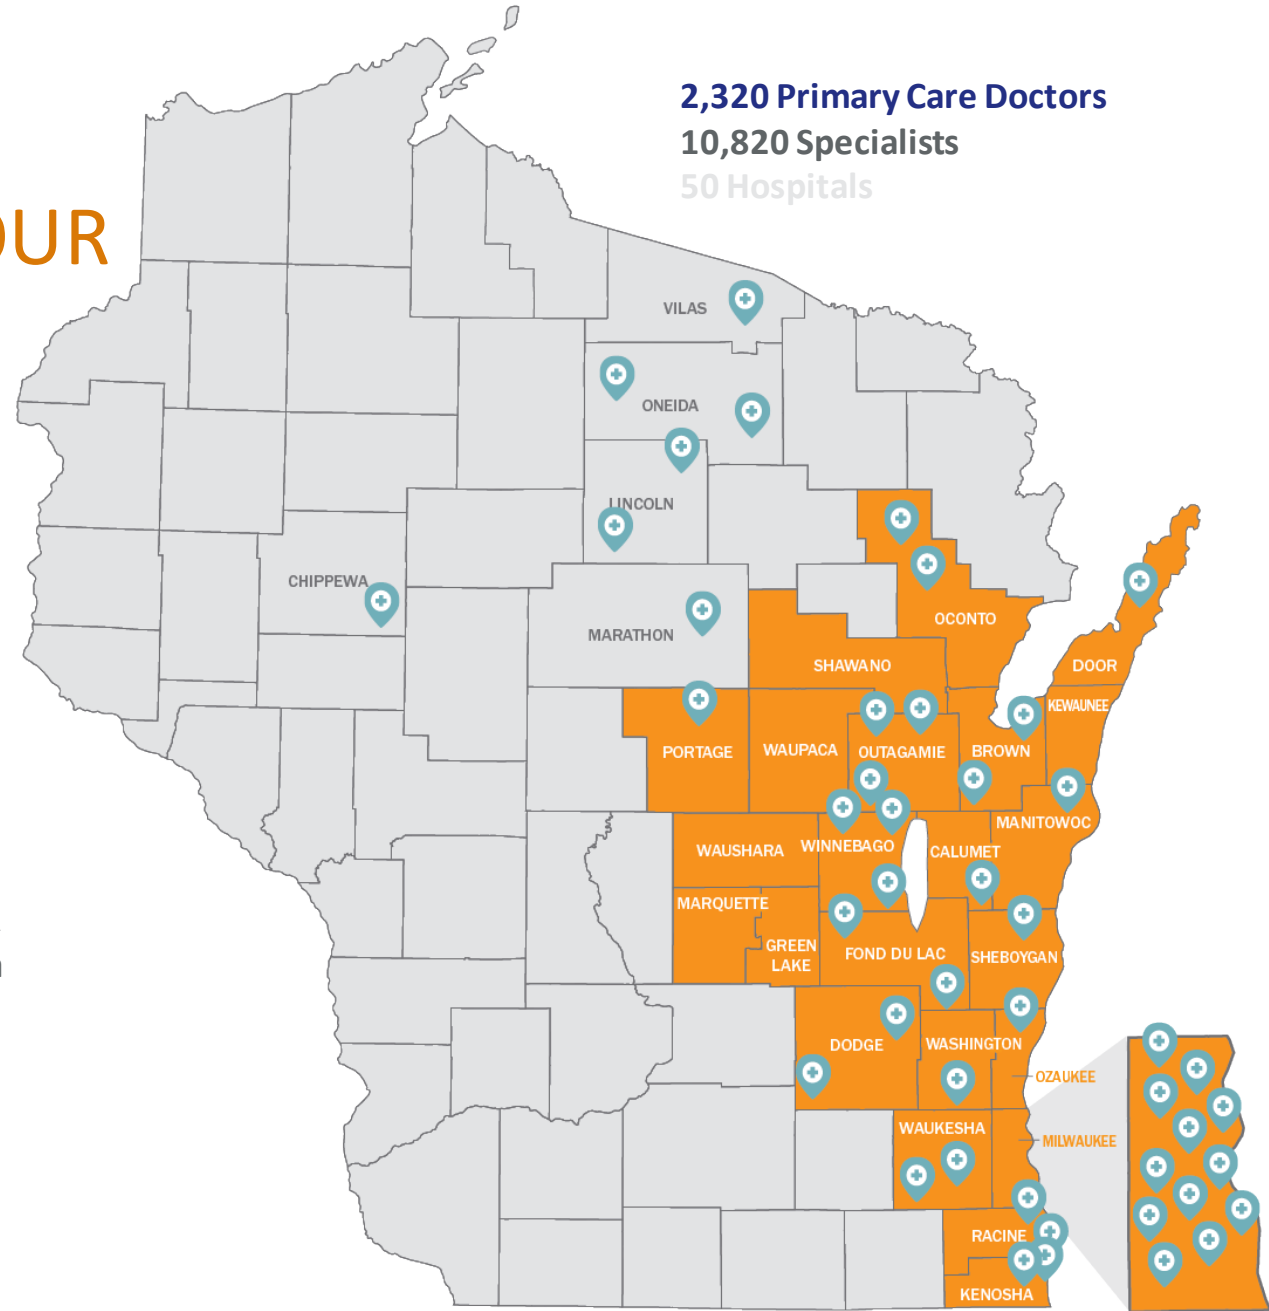 2,320 Primary Care Doctors
10,820 Specialists
50 Hospitals
OUR
VILAS
ONEIDA
LINCOLN
CHIPPEWA
MARATHON
OCONTO
SHAWANO
DOOR
KEWAUNEE
PORTAGE
WAUPACA
OUTAGAMIE
BROWN
MANITOWOC
WAUSHARA
WINNEBAGO
CALUMET
MARQUETTE
GREEN
LAKE
FOND DU LAC
SHEBOYGAN
DODGE
WASHINGTON
OZAUKEE
WAUKESHA
MILWAUKEE
RACINE
KENOSHA